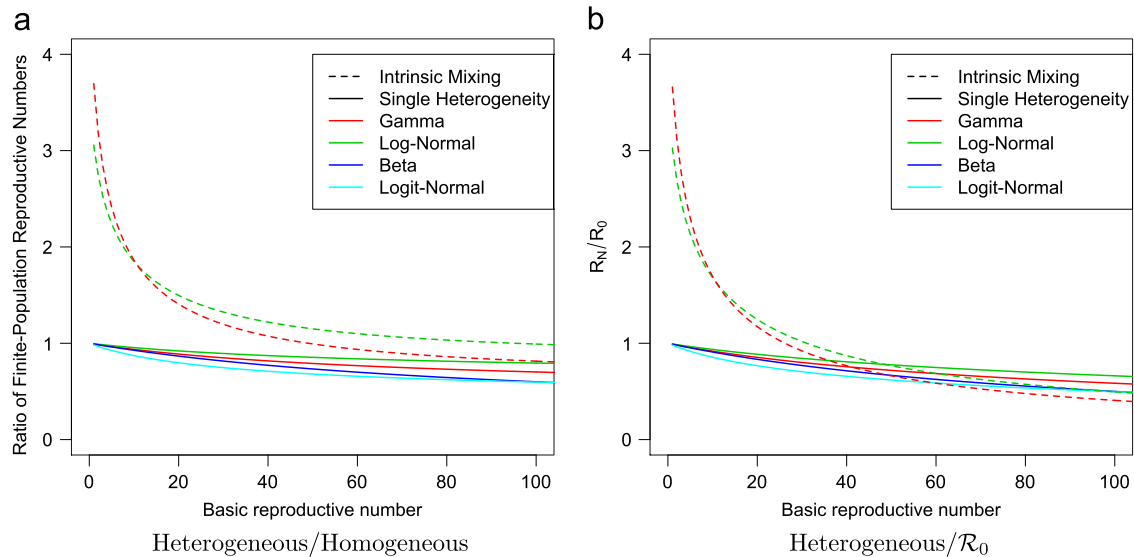 a
Ratio of Finite-Population Reproductive Numbers
4
3
2
1
0
Intrinsic Mixing
Single Heterogeneity
Gamma
Log-Normal
Beta
Logit-Normal
0 20 40 60 80 100
Basic reproductive number
Heterogeneous/Homogeneous
b
R_N/R_0
4
3
2
1
0
Intrinsic Mixing
Single Heterogeneity
Gamma
Log-Normal
Beta
Logit-Normal
0 20 40 60 80 100
Basic reproductive number
Heterogeneous/ℛ₀